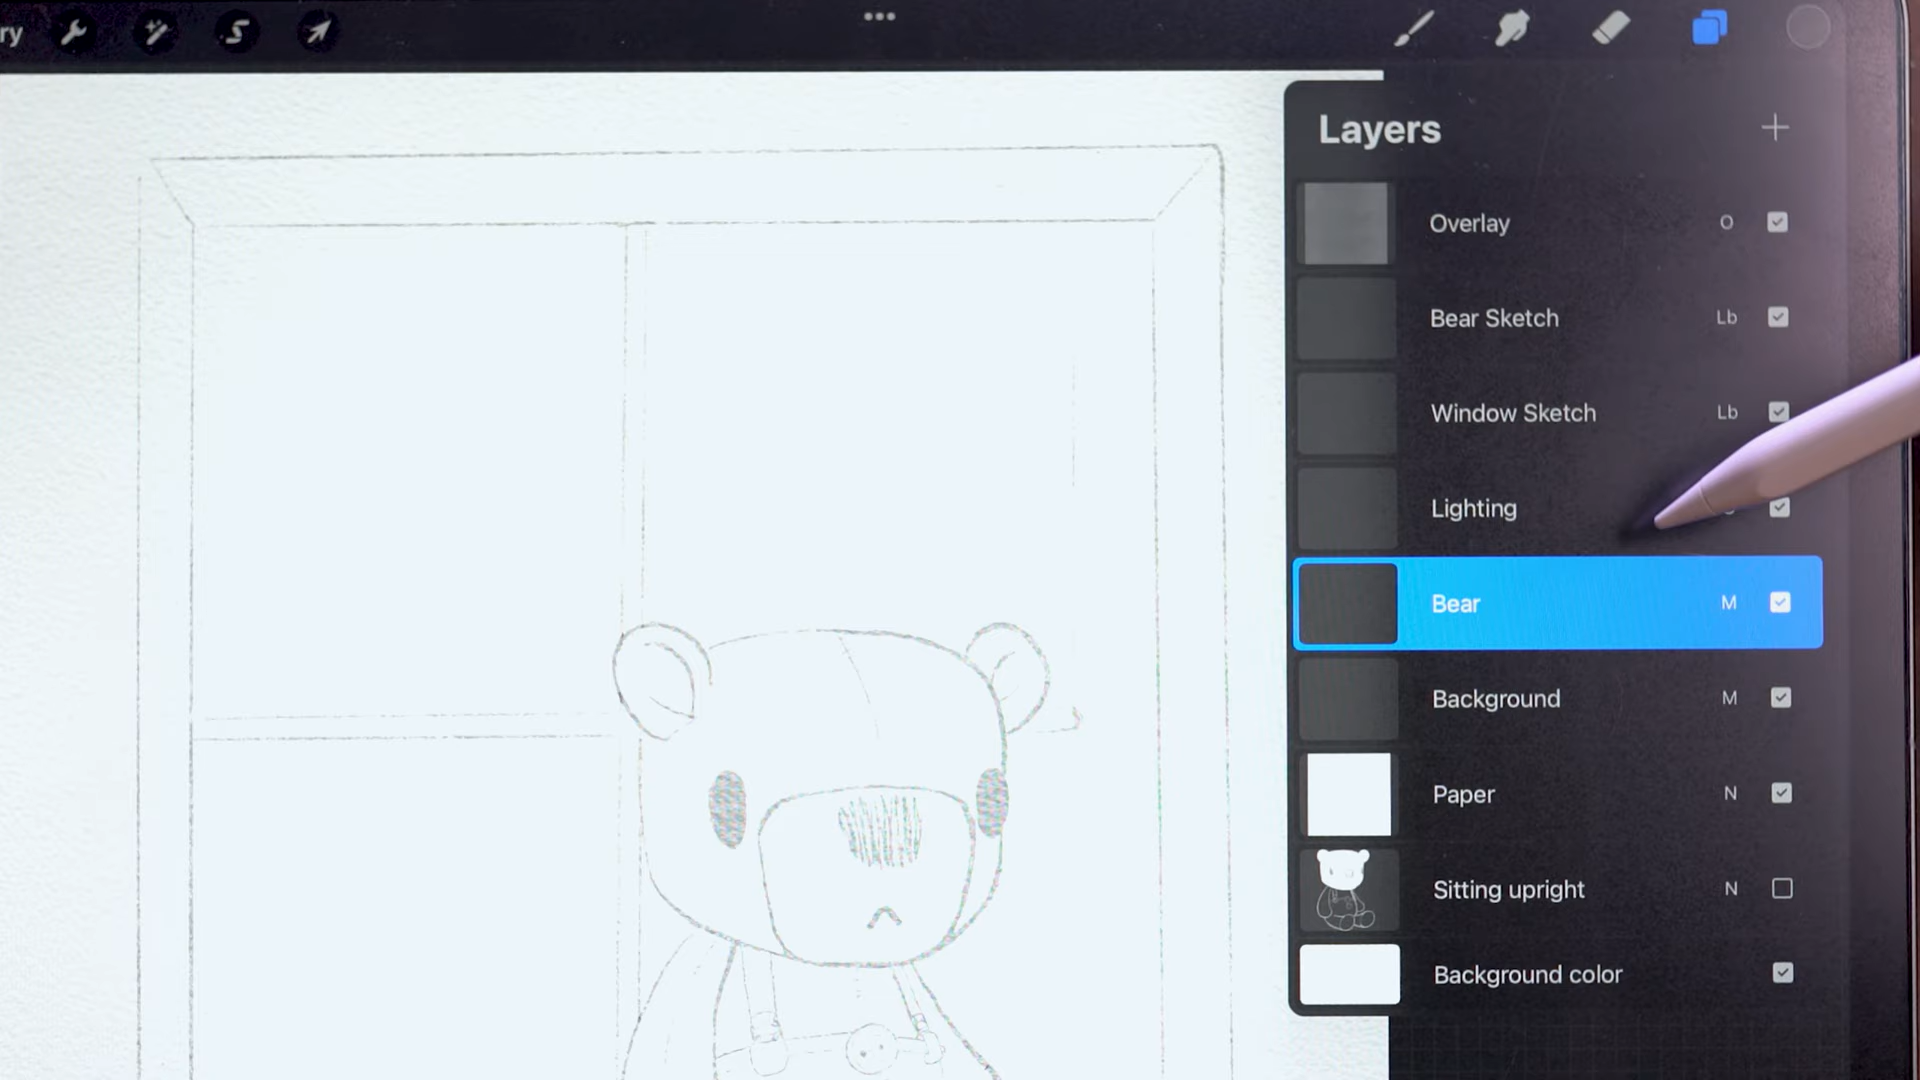 ry
Layers
Overlay O
Bear Sketch Lb
Window Sketch Lb
Lighting
Bear M
Background M
Paper N
Sitting upright N
Background color